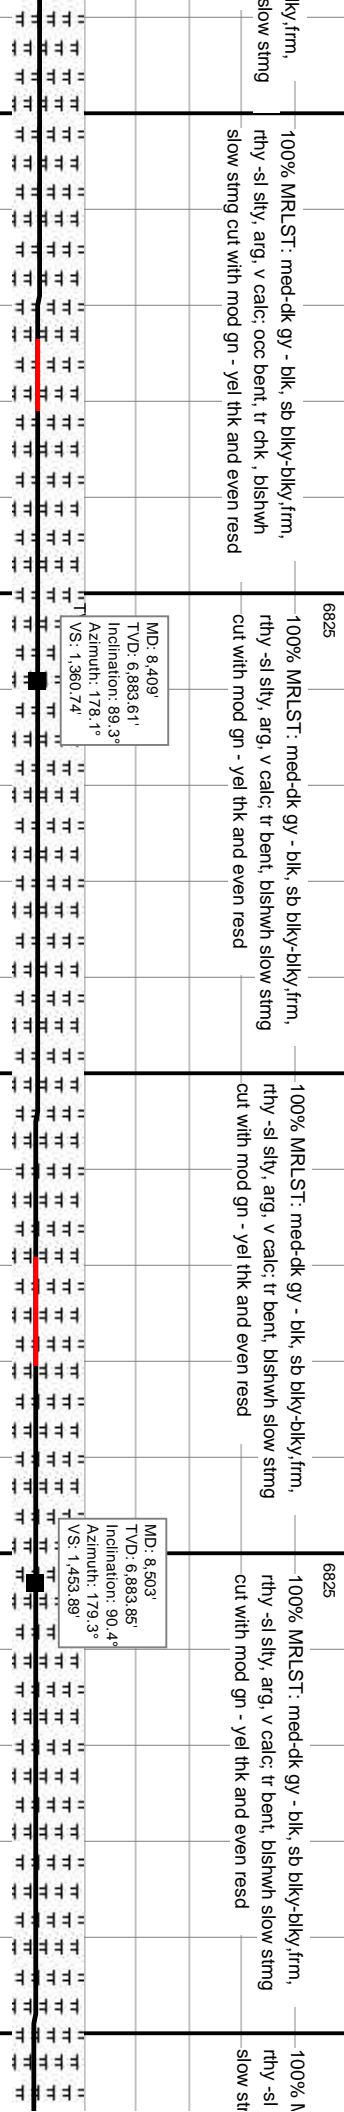 lky,frm,
slow stmg
100% MRLST: med-dk gy - blk, sb blky-blky,frm,
rthy -sl slty, arg, v calc; occ bent, tr chk , blshwh
slow stmg cut with mod gn - yel thk and even resd
6825
100% MRLST: med-dk gy - blk, sb blky-blky,frm,
rthy -sl slty, arg, v calc; tr bent, blshwh slow stmg
cut with mod gn - yel thk and even resd
MD: 8,409'
TVD: 6,883.61'
Inclination: 89.3°
Azimuth: 178.1°
VS: 1,360.74'
100% MRLST: med-dk gy - blk, sb blky-blky,frm,
rthy -sl slty, arg, v calc; tr bent, blshwh slow stmg
cut with mod gn - yel thk and even resd
6825
100% MRLST: med-dk gy - blk, sb blky-blky,frm,
rthy -sl slty, arg, v calc; tr bent, blshwh slow stmg
cut with mod gn - yel thk and even resd
MD: 8,503'
TVD: 6,883.85'
Inclination: 90.4°
Azimuth: 179.3°
VS: 1,453.89'
100% M
rthy -sl
slow str